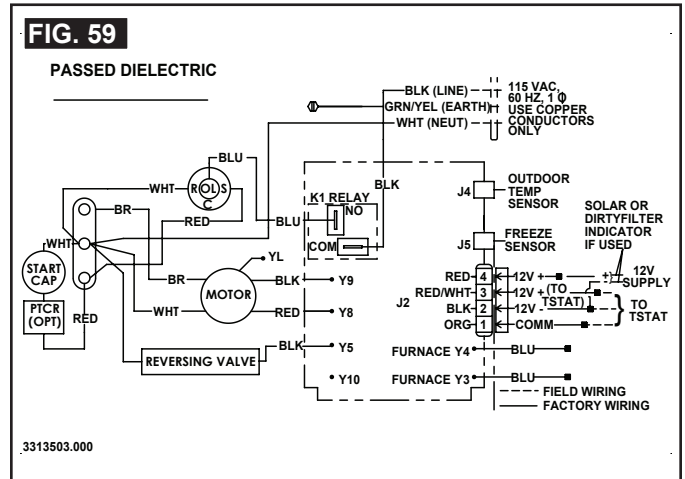 FIG. 59
PASSED DIELECTRIC
BLK (LINE)
GRN/YEL (EARTH)
WHT (NEUT)
115 VAC,
60 HZ, 1 Φ
USE COPPER
CONDUCTORS
ONLY
BLU
WHT
ROLS
C
BR
RED
BLU
K1 RELAY
NO
COM
BLK
J4
OUTDOOR
TEMP
SENSOR
J5
FREEZE
SENSOR
SOLAR OR
DIRTYFILTER
INDICATOR
IF USED
WHT
START
CAP
PTCR
(OPT)
RED
BR
WHT
MOTOR
YL
BLK
Y9
RED
Y8
REVERSING VALVE
BLK
Y5
Y10
J2
RED
4
12V +
+
12V
SUPPLY
RED/WHT
3
12V +
(TO
TSTAT)
BLK
2
12V -
ORG
1
COMM
TO
TSTAT
FURNACE Y4
BLU
FURNACE Y3
BLU
FIELD WIRING
FACTORY WIRING
3313503.000